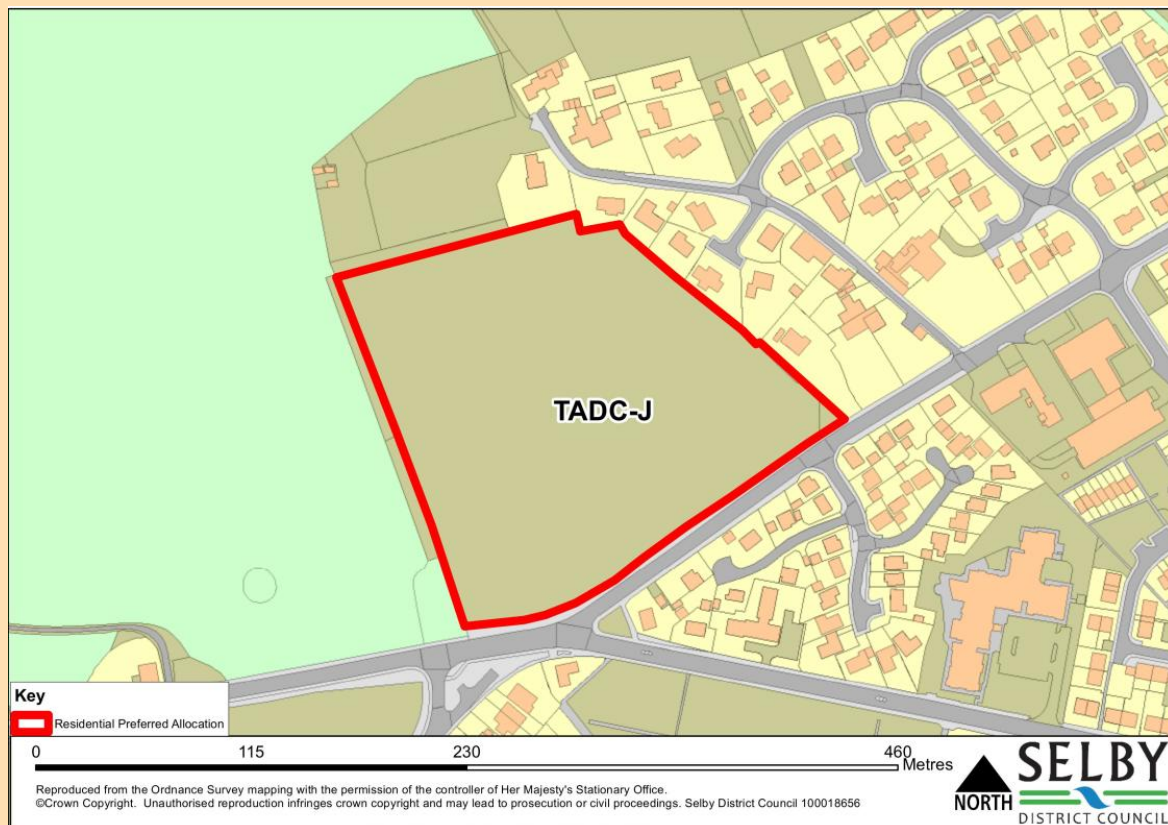 TADC-J
Key
Residential Preferred Allocation
0 115 230 460 Metres
Reproduced from the Ordnance Survey mapping with the permission of the controller of Her Majesty's Stationary Office.
©Crown Copyright. Unauthorised reproduction infringes crown copyright and may lead to prosecution or civil proceedings. Selby District Council 100018656
NORTH
SELBY
DISTRICT COUNCIL